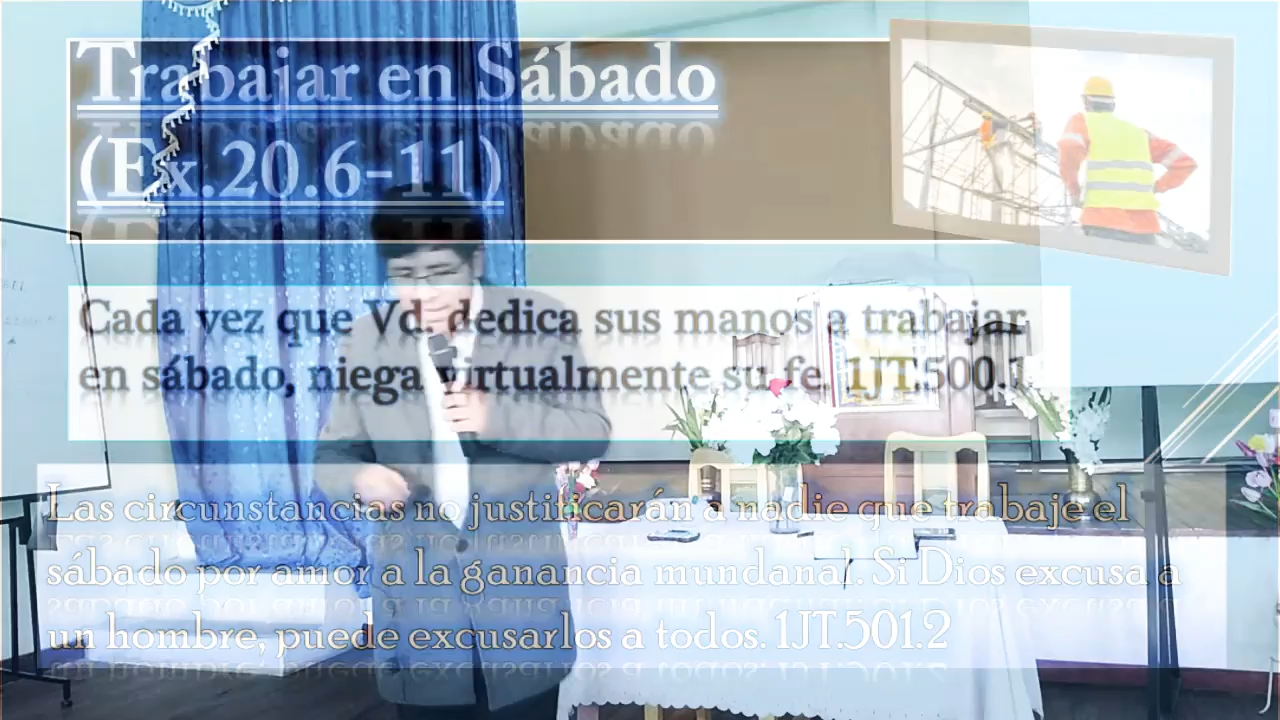 Trabajar en Sábado
(Ex.20.6-11)
Cada vez que Vd. dedica sus manos a trabajar
en sábado, niega virtualmente su fe. 1JT.500.1
Las circunstancias no justificarán a nadie que trabaje el
sábado por amor a la ganancia mundanal. Si Dios excusa a
un hombre, puede excusarlos a todos. 1JT.501.2